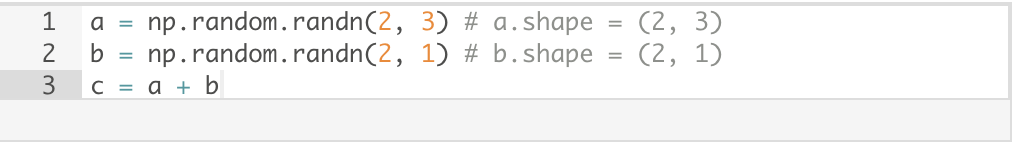 1 a = np.random.randn(2, 3) # a.shape = (2, 3)
2 b = np.random.randn(2, 1) # b.shape = (2, 1)
3 c = a + b